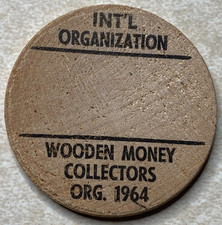 INT'L
ORGANIZATION
WOODEN MONEY
COLLECTORS
ORG. 1964